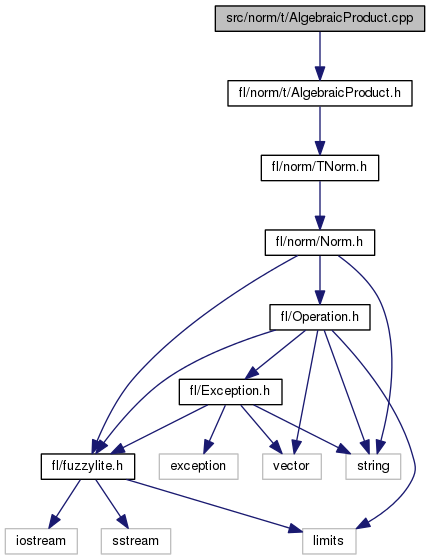 src/norm/t/AlgebraicProduct.cpp
fl/norm/t/AlgebraicProduct.h
fl/norm/TNorm.h
fl/norm/Norm.h
fl/Operation.h
fl/Exception.h
fl/fuzzylite.h
exception
vector
string
iostream
sstream
limits